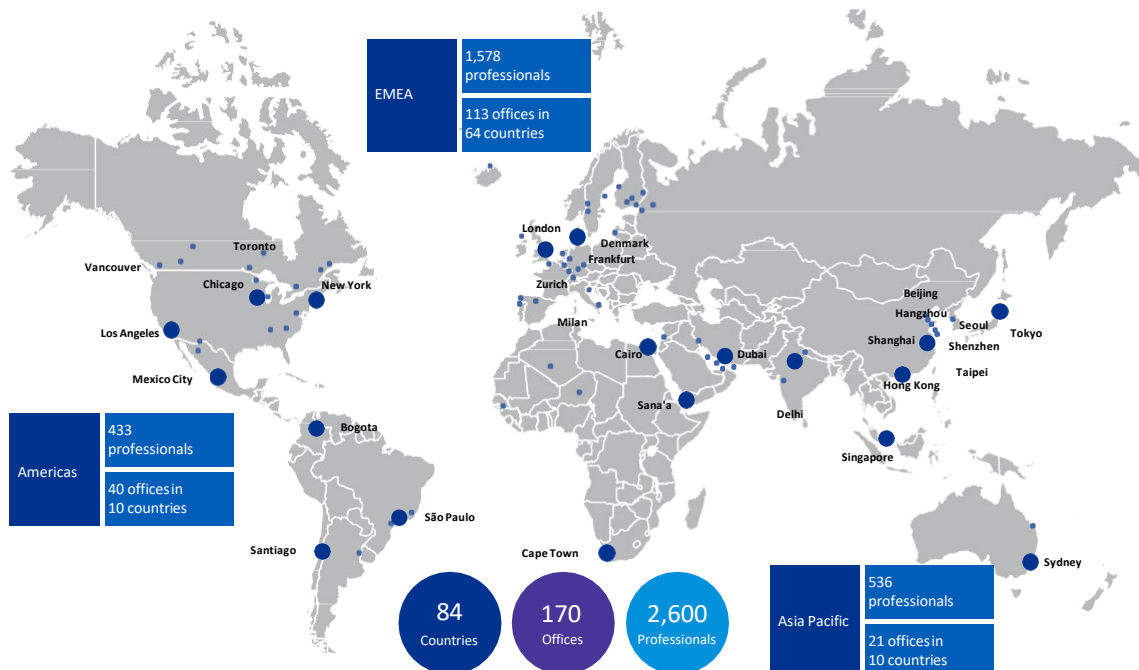 1,578
professionals
EMEA
113 offices in
64 countries
London
Denmark
Toronto
Frankfurt
Vancouver
Chicago
New York
Zurich
Beijing
Hangzhou
Seoul
Tokyo
Los Angeles
Milan
Shanghai
Shenzhen
Cairo
Dubai
Taipei
Mexico City
Hong Kong
Sana'a
Delhi
433
professionals
Bogota
Americas
Singapore
40 offices in
10 countries
São Paulo
Santiago
Cape Town
Sydney
536
professionals
Asia Pacific
21 offices in
10 countries
84
Countries
170
Offices
2,600
Professionals